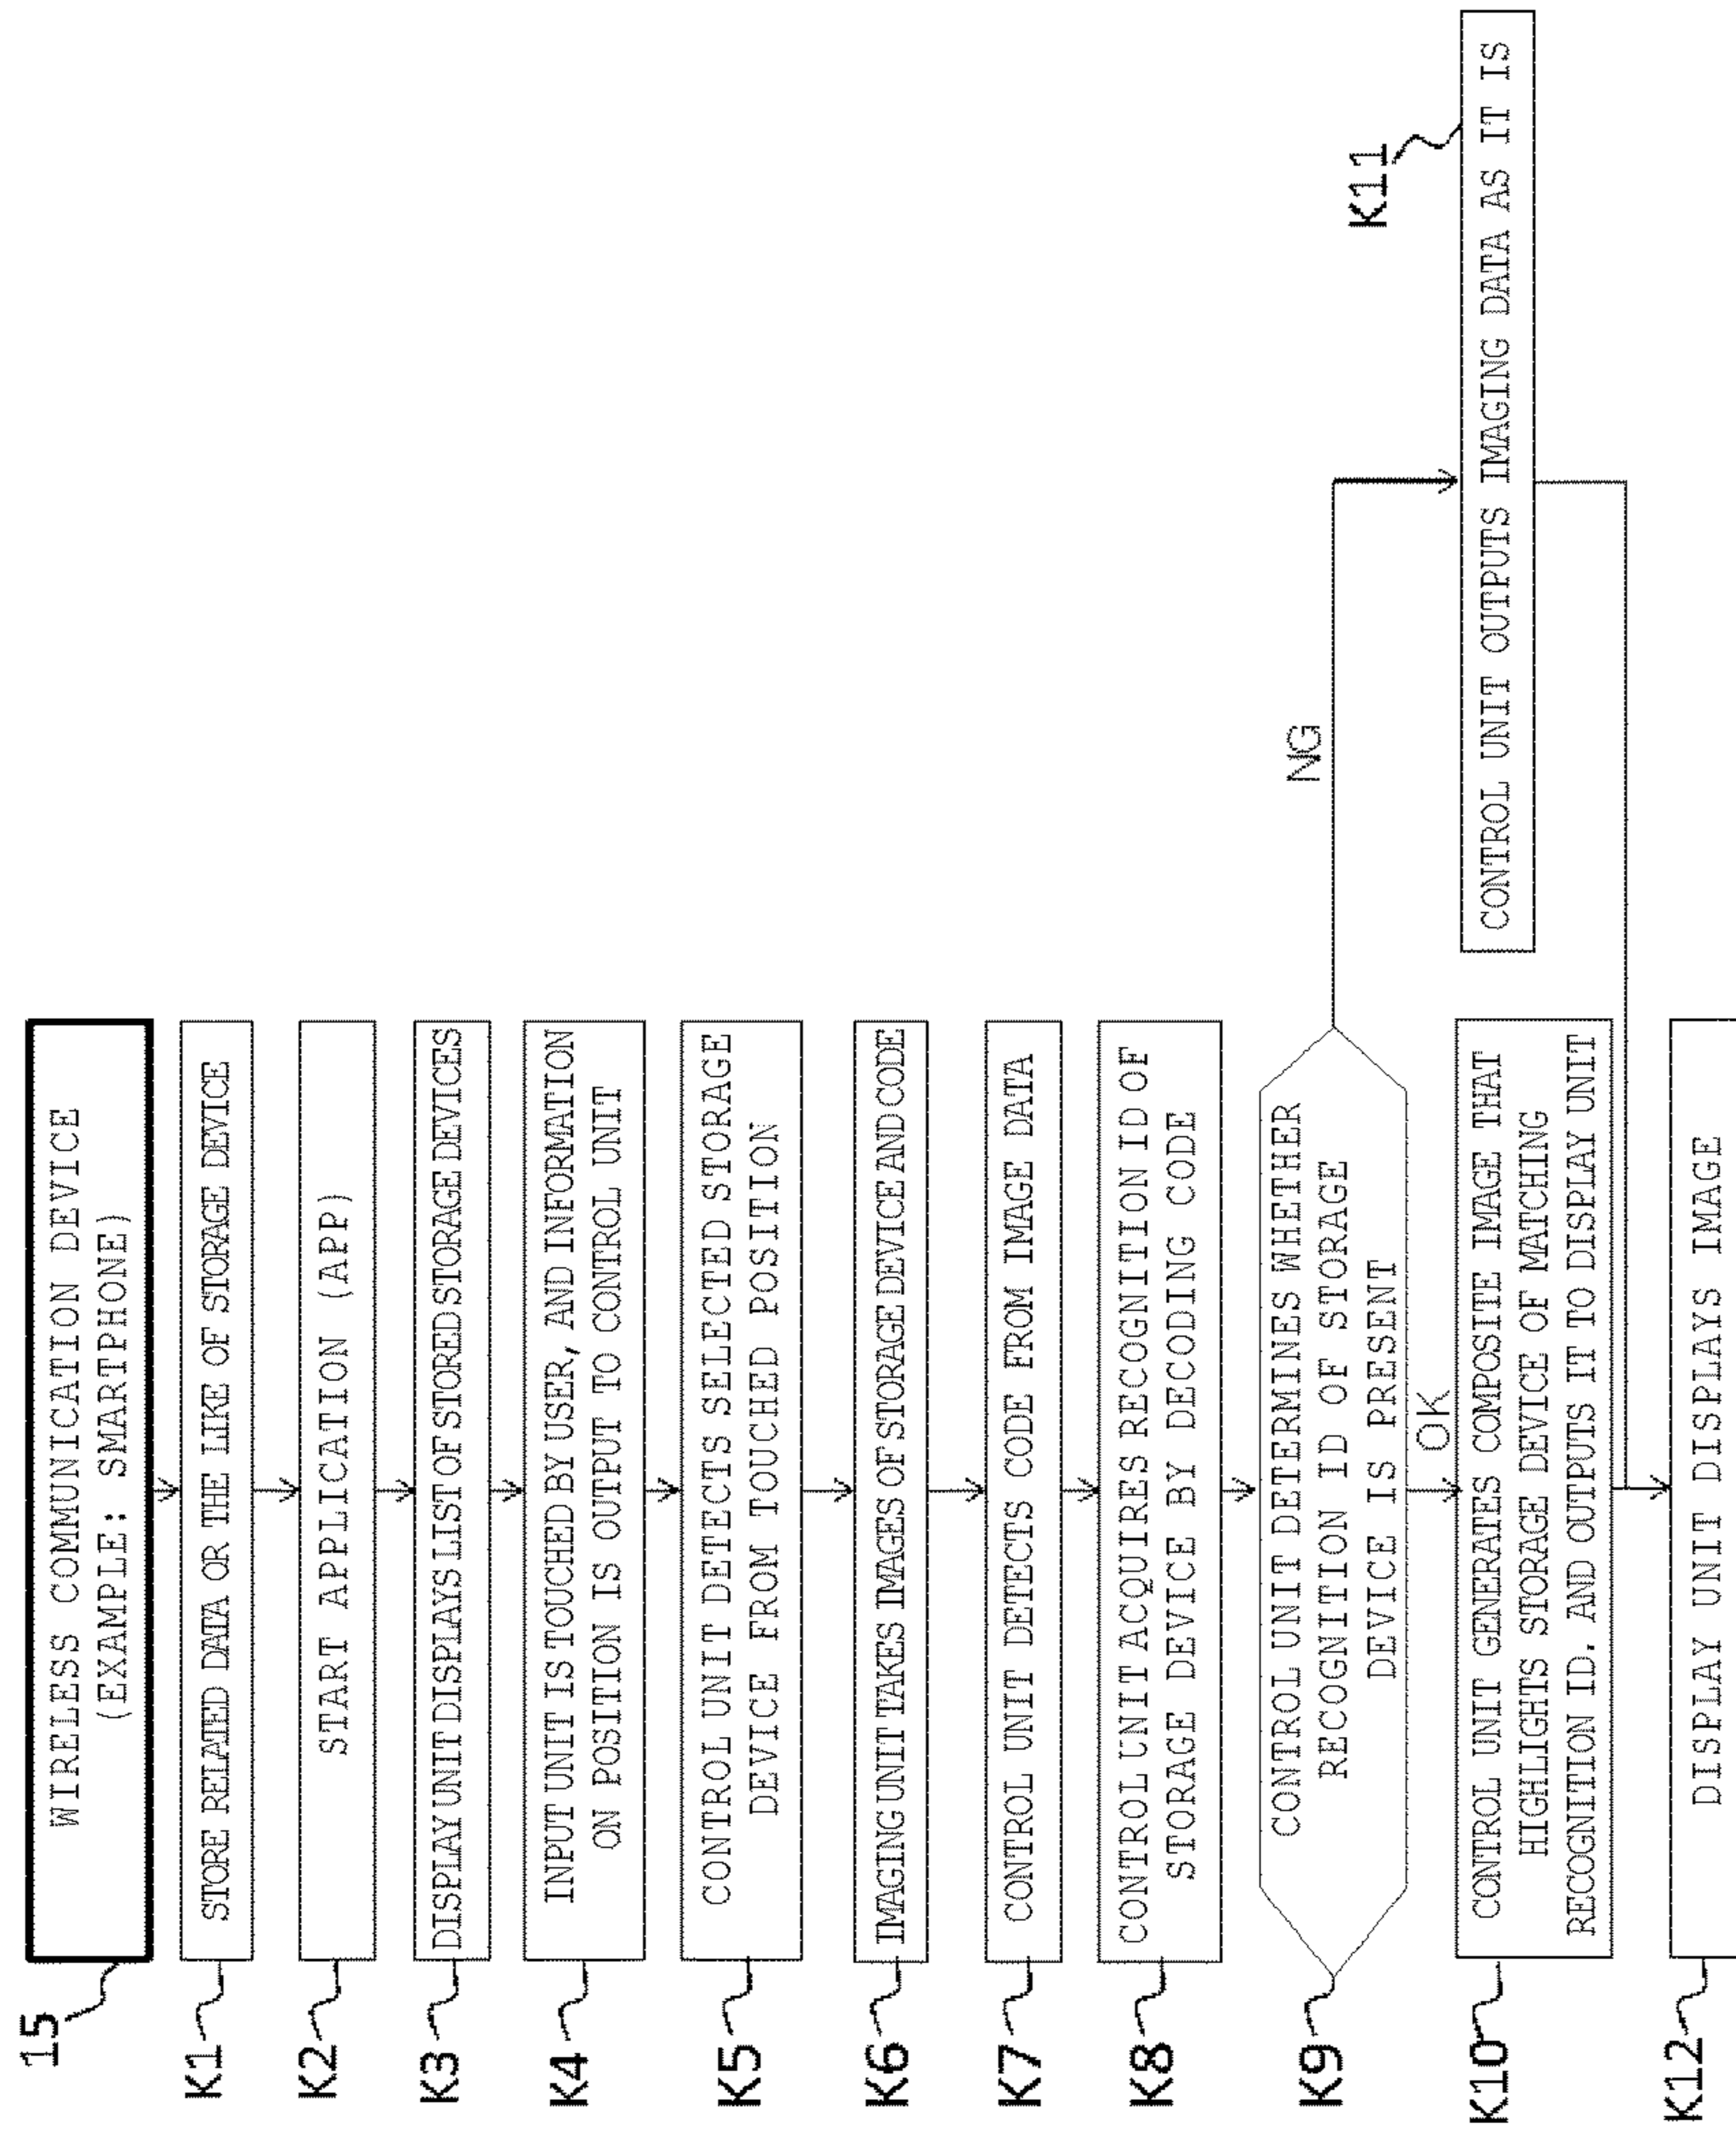 15
WIRELESS COMMUNICATION DEVICE
(EXAMPLE: SMARTPHONE)
K1
STORE RELATED DATA OR THE LIKE OF STORAGE DEVICE
K2
START APPLICATION (APP)
K3
DISPLAY UNIT DISPLAYS LIST OF STORED STORAGE DEVICES
K4
INPUT UNIT IS TOUCHED BY USER, AND INFORMATION
ON POSITION IS OUTPUT TO CONTROL UNIT
K5
CONTROL UNIT DETECTS SELECTED STORAGE
DEVICE FROM TOUCHED POSITION
K6
IMAGING UNIT TAKES IMAGES OF STORAGE DEVICE AND CODE
K7
CONTROL UNIT DETECTS CODE FROM IMAGE DATA
K8
CONTROL UNIT ACQUIRES RECOGNITION ID OF
STORAGE DEVICE BY DECODING CODE
K9
CONTROL UNIT DETERMINES WHETHER
RECOGNITION ID OF STORAGE
DEVICE IS PRESENT
NG
OK
K10
CONTROL UNIT GENERATES COMPOSITE IMAGE THAT
HIGHLIGHTS STORAGE DEVICE OF MATCHING
RECOGNITION ID. AND OUTPUTS IT TO DISPLAY UNIT
K11
CONTROL UNIT OUTPUTS IMAGING DATA AS IT IS
K12
DISPLAY UNIT DISPLAYS IMAGE